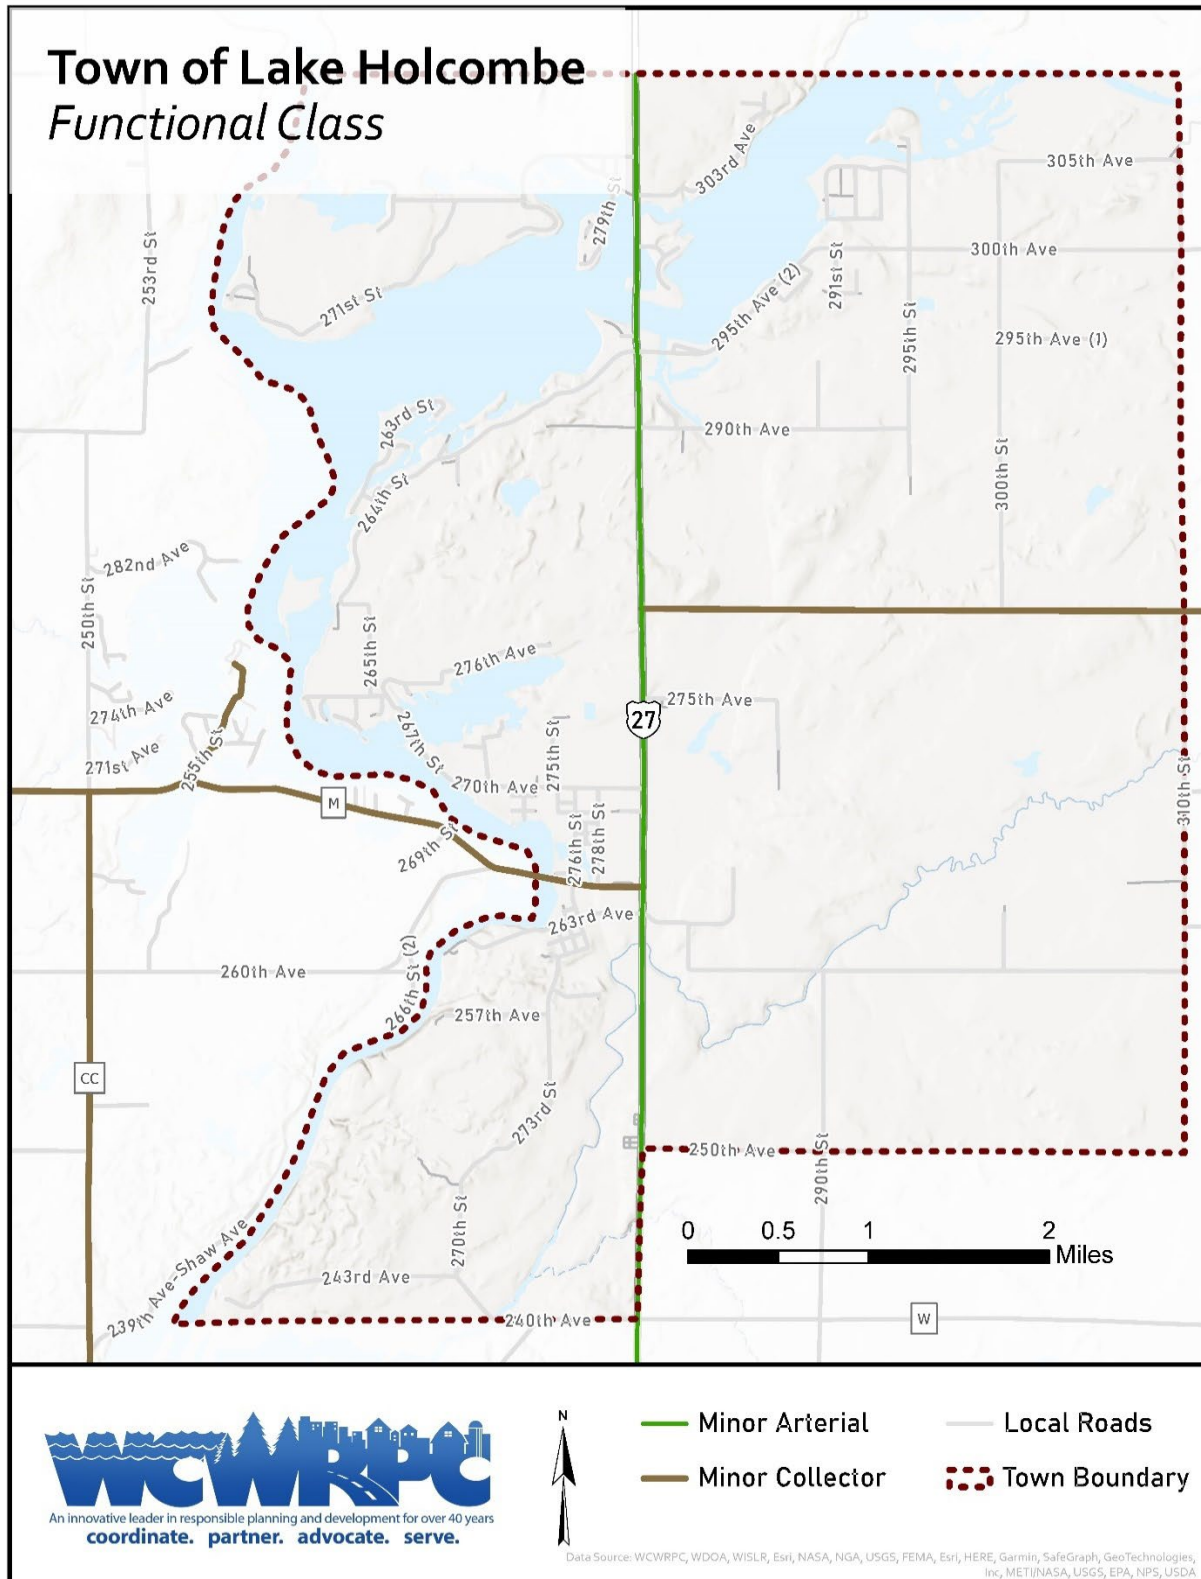 Town of Lake Holcombe
Functional Class
303rd Ave
305th Ave
279th St
253rd St
300th Ave
291st St
271st St
295th Ave (2)
295th St
295th Ave (1)
263rd St
290th Ave
264th St
300th St
282nd Ave
250th St
265th St
276th Ave
274th Ave
267th St
275th Ave
27
271st Ave
255th St
270th Ave
275th St
310th St
M
269th St
276th St
278th St
263rd Ave
260th Ave
266th St (2)
257th Ave
CC
273rd St
250th Ave
290th St
270th St
239th Ave-Shaw Ave
243rd Ave
240th Ave
W
0 0.5 1 2
Miles
WCWRPC
An innovative leader in responsible planning and development for over 40 years
coordinate. partner. advocate. serve.
N
Minor Arterial
Local Roads
Minor Collector
Town Boundary
Data Source: WCWRPC, WDOA, WISLR, Esri, NASA, NGA, USGS, FEMA, Esri, HERE, Garmin, SafeGraph, GeoTechnologies,
Inc, METI/NASA, USGS, EPA, NPS, USDA